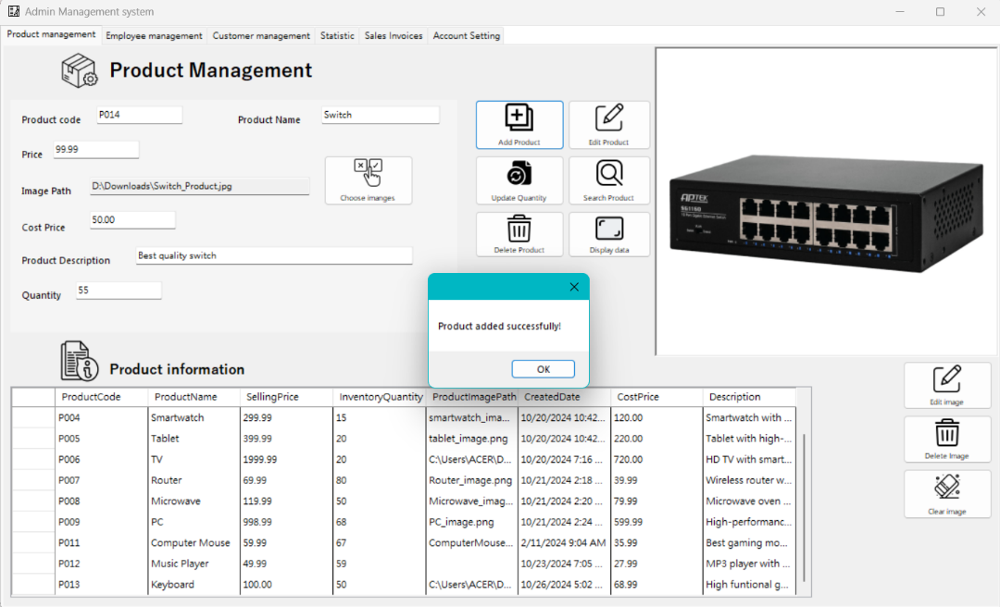 Admin Management system
Product management Employee management Customer management Statistic Sales Invoices Account Setting
Product Management
Product code P014 Product Name Switch
Price 99.99
Image Path D:\Downloads\Switch_Product.jpg
Choose imanges
Cost Price 50.00
Product Description Best quality switch
Quantity 55
Add Product Edit Product
Update Quantity Search Product
Delete Product Display data
APTEK
SG1160
Product added successfully!
OK
Product information
Edit image
Delete Image
Clear image
ProductCode ProductName SellingPrice InventoryQuantity ProductImagePath CreatedDate CostPrice Description
P004 Smartwatch 299.99 15 smartwatch_ima... 10/20/2024 10:42... 120.00 Smartwatch with ...
P005 Tablet 399.99 20 tablet_image.png 10/20/2024 10:42... 220.00 Tablet with high-...
P006 TV 1999.99 20 C:\Users\ACER\D... 10/20/2024 7:16 ... 720.00 HD TV with smart...
P007 Router 69.99 80 Router_image.png 10/21/2024 2:18 ... 39.99 Wireless router w...
P008 Microwave 119.99 50 Microwave_imag... 10/21/2024 2:20 ... 79.99 Microwave oven ...
P009 PC 998.99 68 PC_image.png 10/21/2024 2:24 ... 599.99 High-performanc...
P011 Computer Mouse 59.99 67 ComputerMouse... 2/11/2024 9:04 AM 35.99 Best gaming mo...
P012 Music Player 49.99 59 10/23/2024 7:05 ... 27.99 MP3 player with ...
P013 Keyboard 100.00 50 C:\Users\ACER\D... 10/26/2024 5:02 ... 68.99 High funtional g...